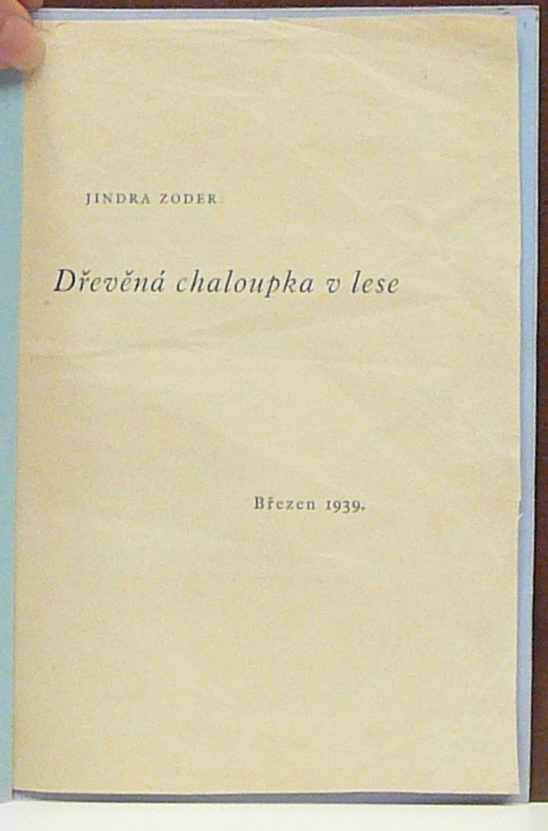 JINDRA ZODER
Dřevěná chaloupka v lese
Březen 1939.